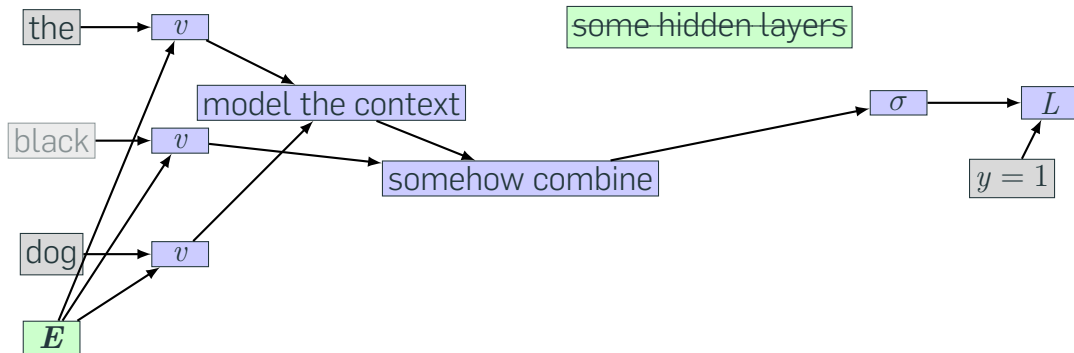 the
v
some hidden layers
model the context
σ
L
black
v
somehow combine
y = 1
dog
v
E